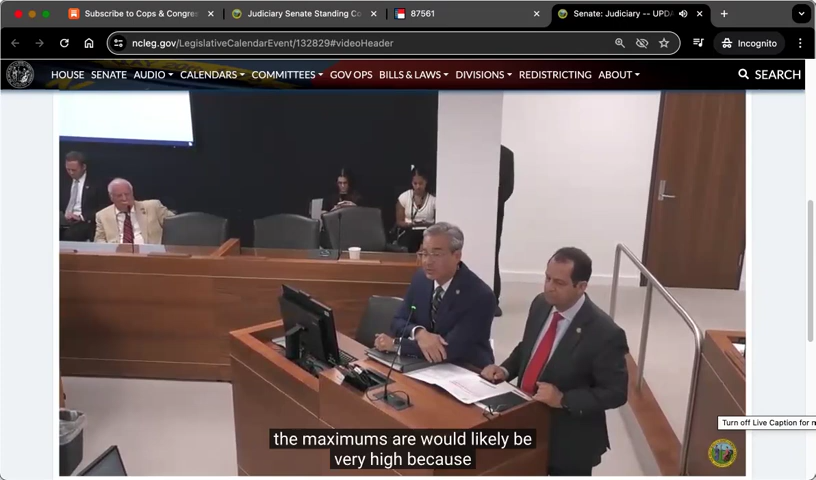 Subscribe to Cops & Congres
Judiciary Senate Standing Co
87561
Senate: Judiciary -- UPDA
ncleg.gov/LegislativeCalendarEvent/132829#videoHeader
Incognito
HOUSE SENATE AUDIO CALENDARS COMMITTEES GOV OPS BILLS & LAWS DIVISIONS REDISTRICTING ABOUT SEARCH
the maximums are would likely be
very high because
Turn off Live Caption for